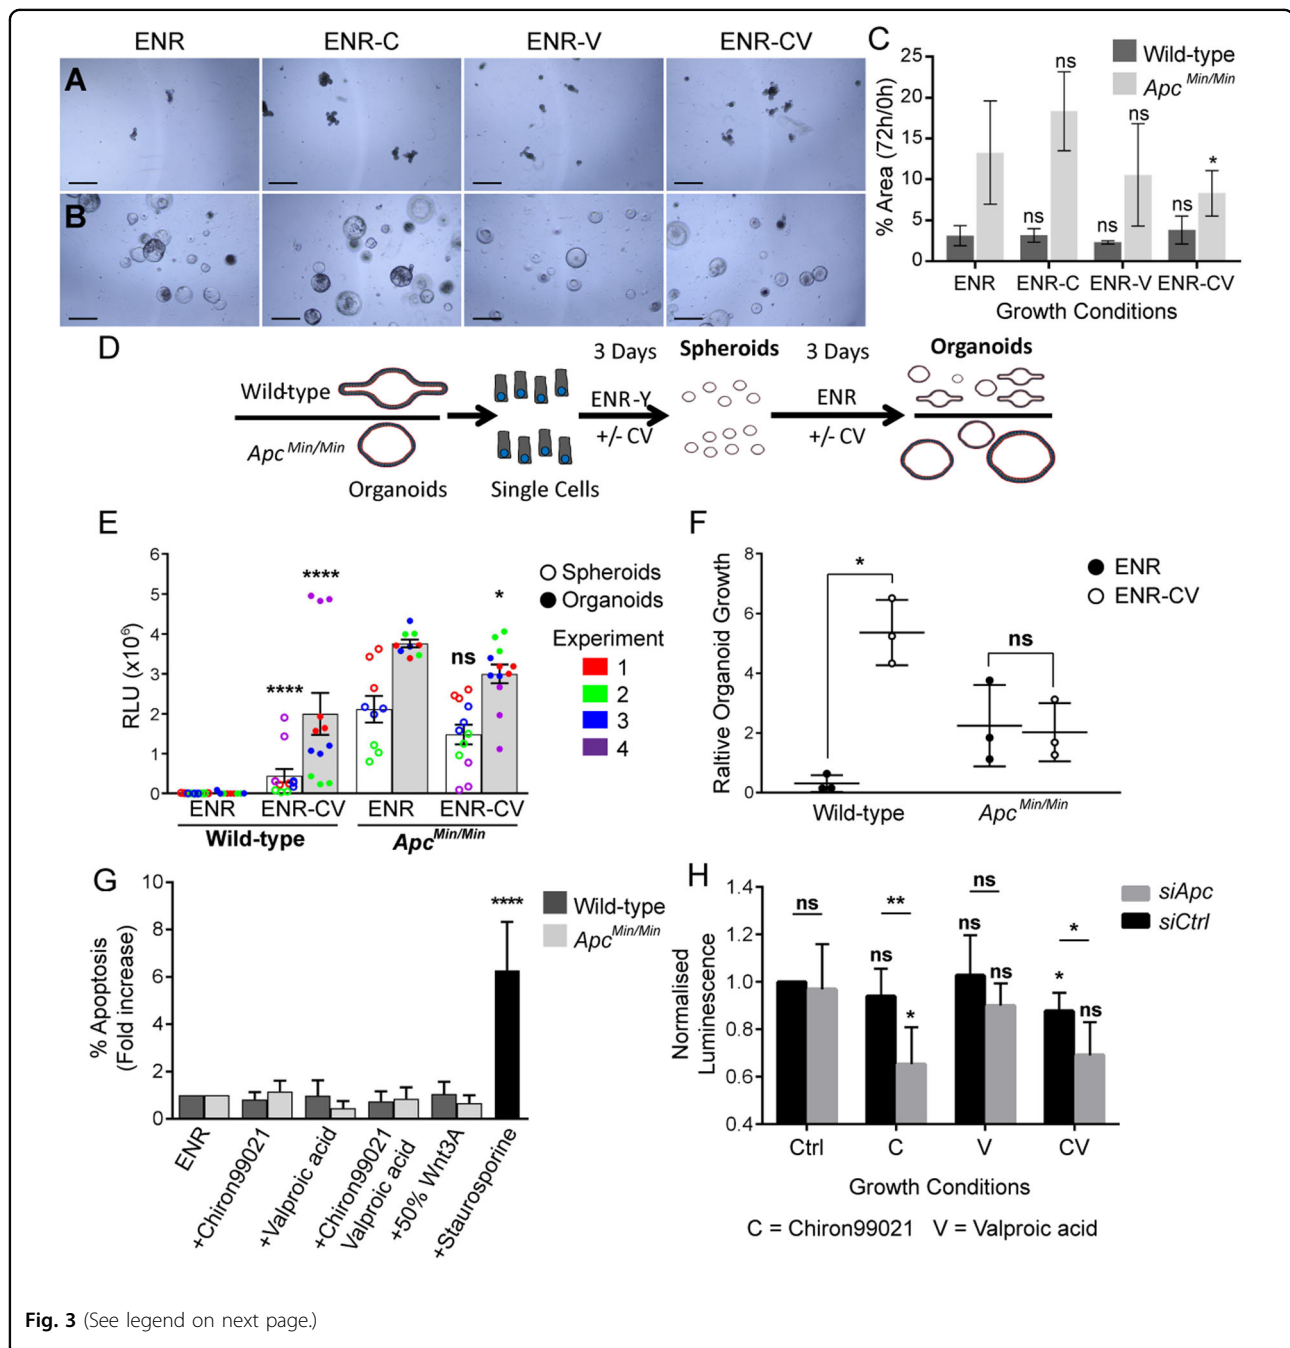 ENR ENR-C ENR-V ENR-CV
A
B
C
Wild-type
Apc Min/Min
% Area (72h/0h)
25
20
15
10
5
0
ns
ns
ns
ns
ns
*
ENR ENR-C ENR-V ENR-CV
Growth Conditions
D
Wild-type
Apc Min/Min
Organoids
Single Cells
3 Days
ENR-Y
+/- CV
Spheroids
3 Days
ENR
+/- CV
Organoids
E
RLU (x10⁶)
6
5
4
3
2
1
0
****
****
ns
*
Spheroids
Organoids
Experiment
1
2
3
4
ENR ENR-CV ENR ENR-CV
Wild-type Apc Min/Min
F
Raltive Organoid Growth
8
6
4
2
0
*
ns
ENR
ENR-CV
Wild-type Apc Min/Min
G
% Apoptosis
(Fold increase)
10
8
6
4
2
0
****
Wild-type
Apc Min/Min
ENR
+Chiron99021
+Valproic acid
+Chiron99021
Valproic acid
+50% Wnt3A
+Staurosporine
H
Normalised
Luminescence
1.4
1.2
1.0
0.8
0.6
0.4
ns
**
ns
*
ns
*
ns
ns
*
ns
siApc
siCtrl
Ctrl C V CV
Growth Conditions
C = Chiron99021 V = Valproic acid
Fig. 3 (See legend on next page.)